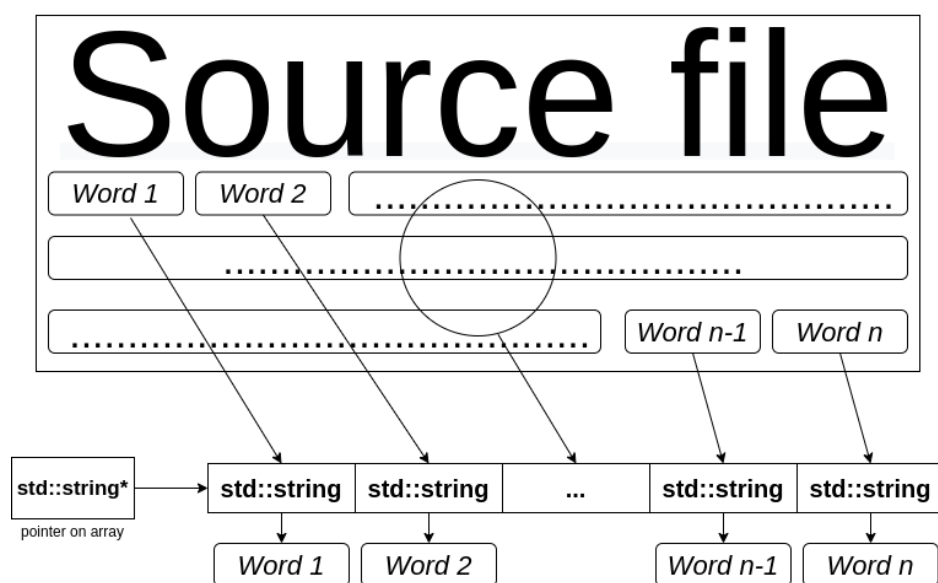 Source file
Word 1 Word 2 ................................................
................................................
................................................ Word n-1 Word n
std::string* std::string std::string ... std::string std::string
pointer on array
Word 1 Word 2 Word n-1 Word n